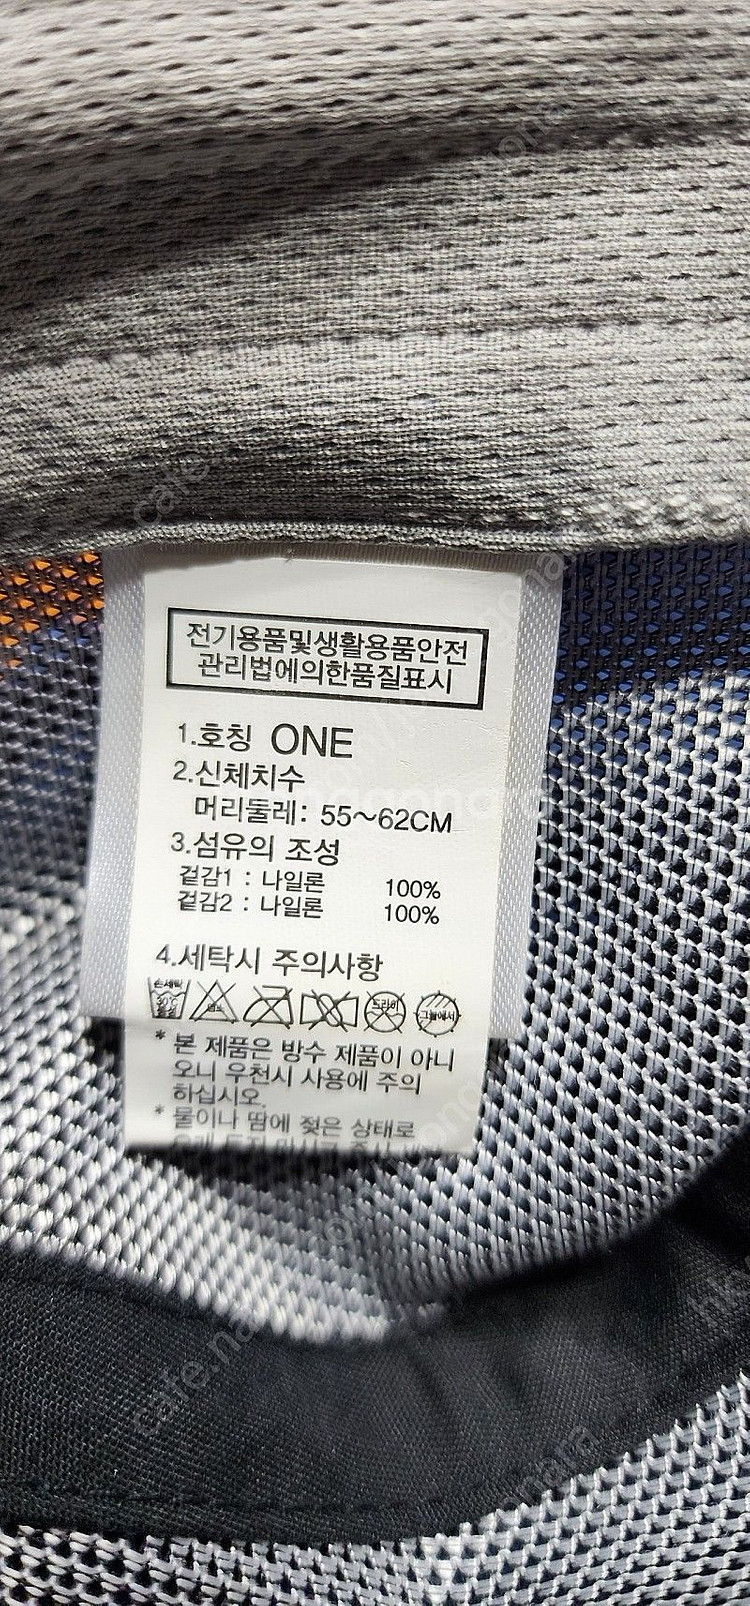 전기용품및생활용품안전
관리법에의한품질표시
1.호칭 ONE
2.신체치수
머리둘레: 55~62CM
3.섬유의 조성
겉감1 : 나일론 100%
겉감2 : 나일론 100%
4.세탁시 주의사항
손세탁
30℃
중성
드라이
그늘에서
* 본 제품은 방수 제품이 아니
오니 우천시 사용에 주의
하십시오.
* 물이나 땀에 젖은 상태로